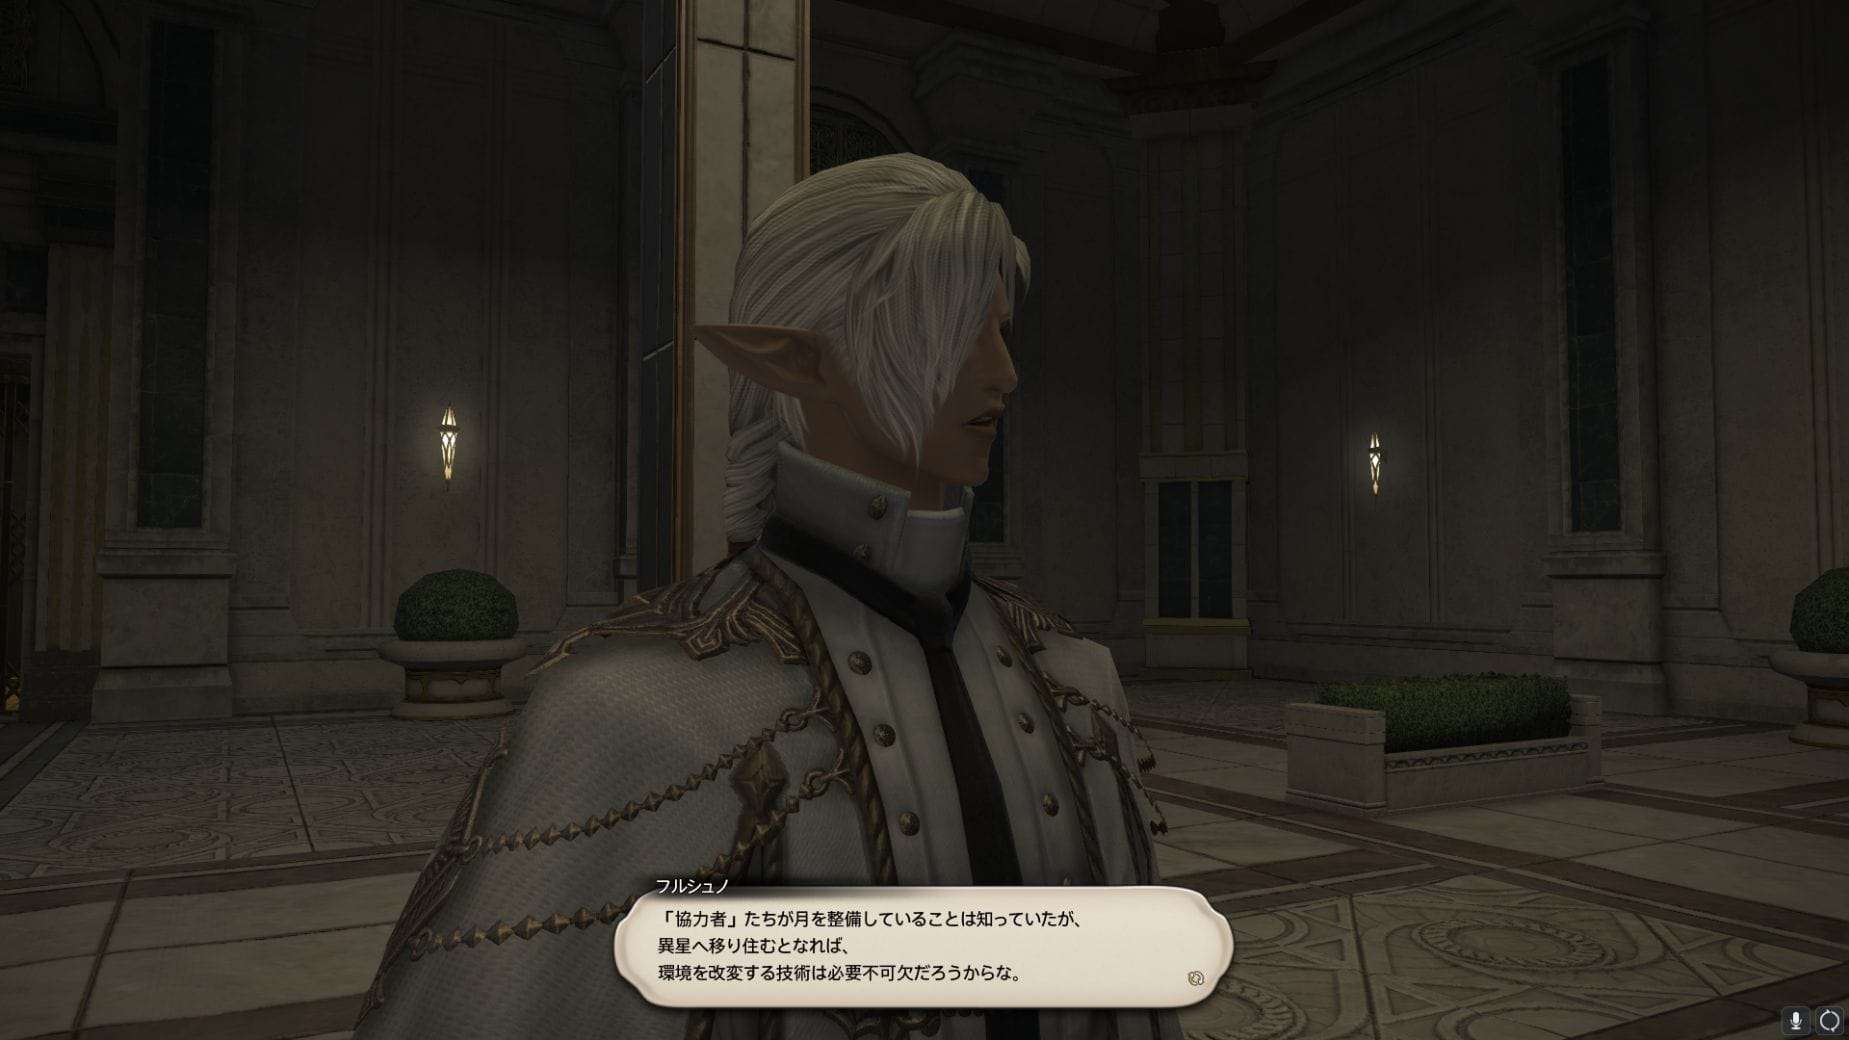 フルシュノ
「協力者」たちが月を整備していることは知っていたが、
異星へ移り住むとなれば、
環境を改変する技術は必要不可欠だろうからな。